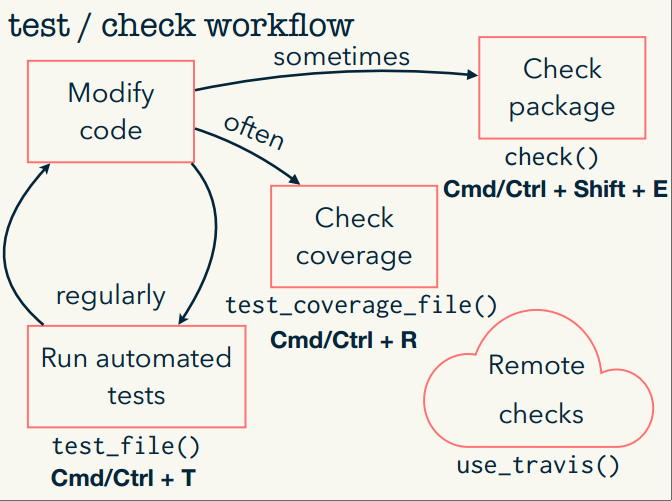 test / check workflow
sometimes
Modify
code
Check
package
often
check()
Cmd/Ctrl + Shift + E
Check
coverage
regularly
test_coverage_file()
Cmd/Ctrl + R
Run automated
tests
Remote
checks
test_file()
Cmd/Ctrl + T
use_travis()